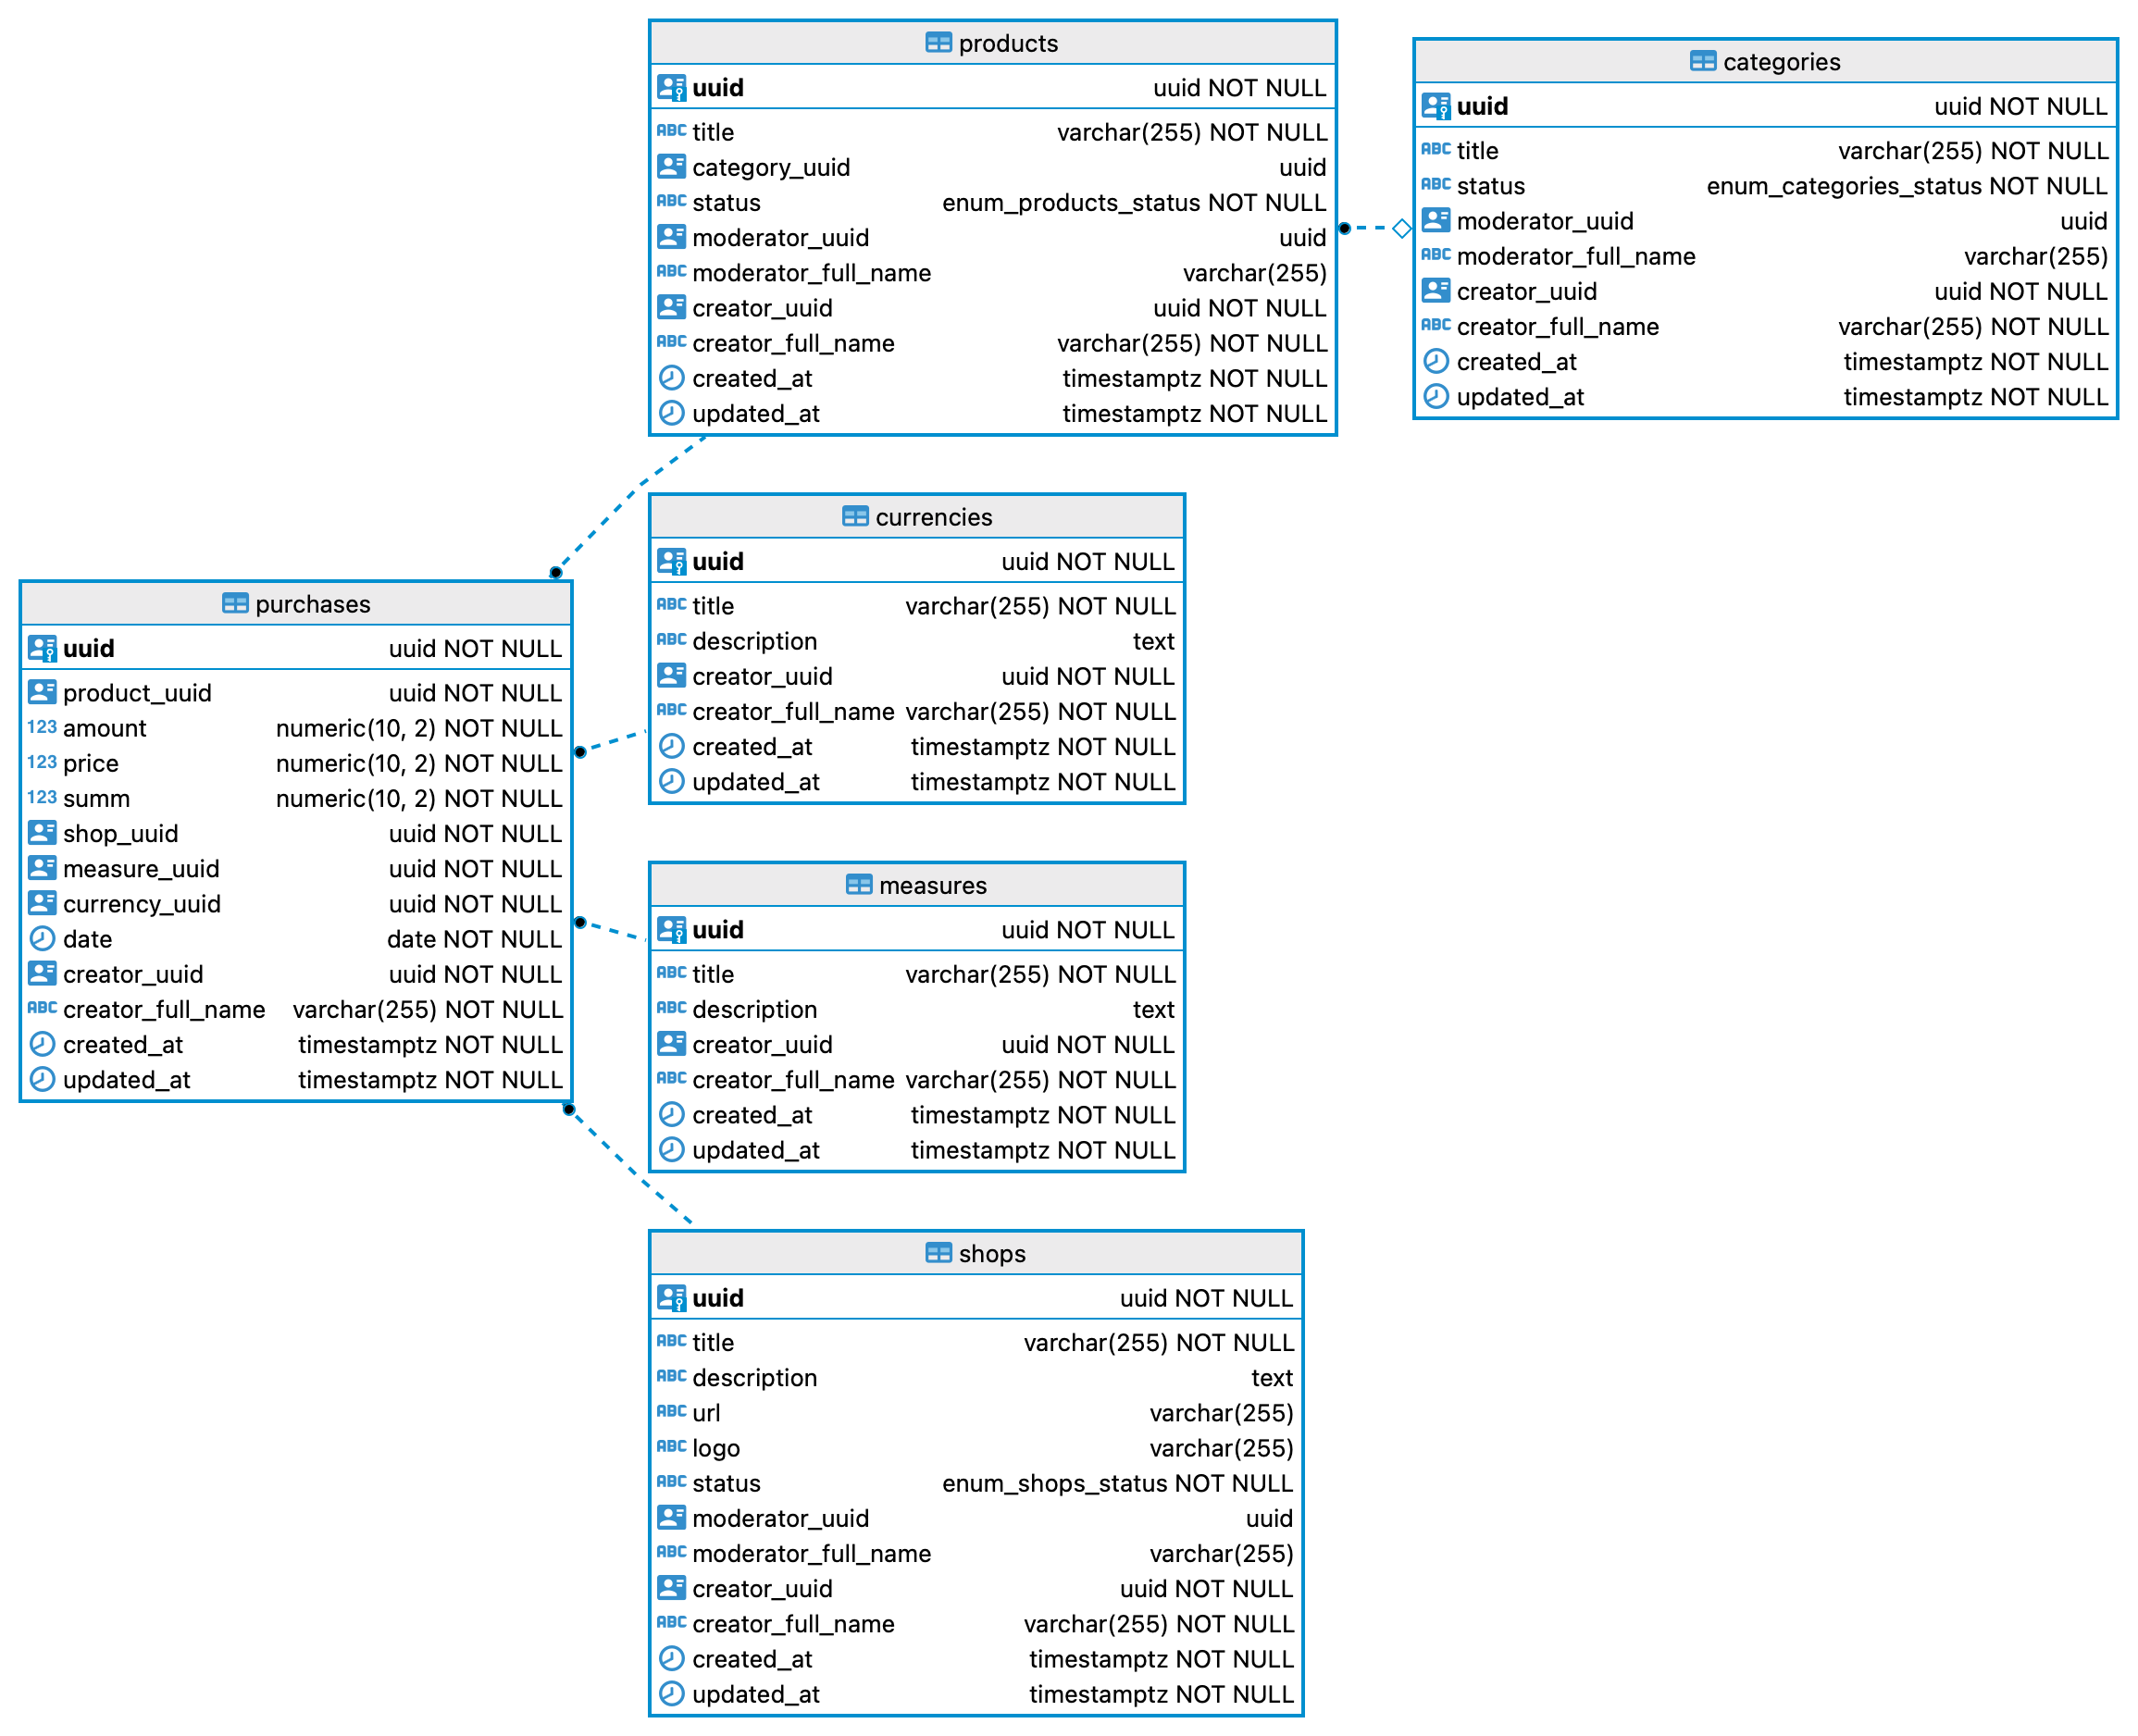 products
uuid uuid NOT NULL
ABC title varchar(255) NOT NULL
category_uuid uuid
ABC status enum_products_status NOT NULL
moderator_uuid uuid
ABC moderator_full_name varchar(255)
creator_uuid uuid NOT NULL
ABC creator_full_name varchar(255) NOT NULL
created_at timestamptz NOT NULL
updated_at timestamptz NOT NULL
categories
uuid uuid NOT NULL
ABC title varchar(255) NOT NULL
ABC status enum_categories_status NOT NULL
moderator_uuid uuid
ABC moderator_full_name varchar(255)
creator_uuid uuid NOT NULL
ABC creator_full_name varchar(255) NOT NULL
created_at timestamptz NOT NULL
updated_at timestamptz NOT NULL
currencies
uuid uuid NOT NULL
ABC title varchar(255) NOT NULL
ABC description text
creator_uuid uuid NOT NULL
ABC creator_full_name varchar(255) NOT NULL
created_at timestamptz NOT NULL
updated_at timestamptz NOT NULL
purchases
uuid uuid NOT NULL
product_uuid uuid NOT NULL
123 amount numeric(10, 2) NOT NULL
123 price numeric(10, 2) NOT NULL
123 summ numeric(10, 2) NOT NULL
shop_uuid uuid NOT NULL
measure_uuid uuid NOT NULL
currency_uuid uuid NOT NULL
date date NOT NULL
creator_uuid uuid NOT NULL
ABC creator_full_name varchar(255) NOT NULL
created_at timestamptz NOT NULL
updated_at timestamptz NOT NULL
measures
uuid uuid NOT NULL
ABC title varchar(255) NOT NULL
ABC description text
creator_uuid uuid NOT NULL
ABC creator_full_name varchar(255) NOT NULL
created_at timestamptz NOT NULL
updated_at timestamptz NOT NULL
shops
uuid uuid NOT NULL
ABC title varchar(255) NOT NULL
ABC description text
ABC url varchar(255)
ABC logo varchar(255)
ABC status enum_shops_status NOT NULL
moderator_uuid uuid
ABC moderator_full_name varchar(255)
creator_uuid uuid NOT NULL
ABC creator_full_name varchar(255) NOT NULL
created_at timestamptz NOT NULL
updated_at timestamptz NOT NULL